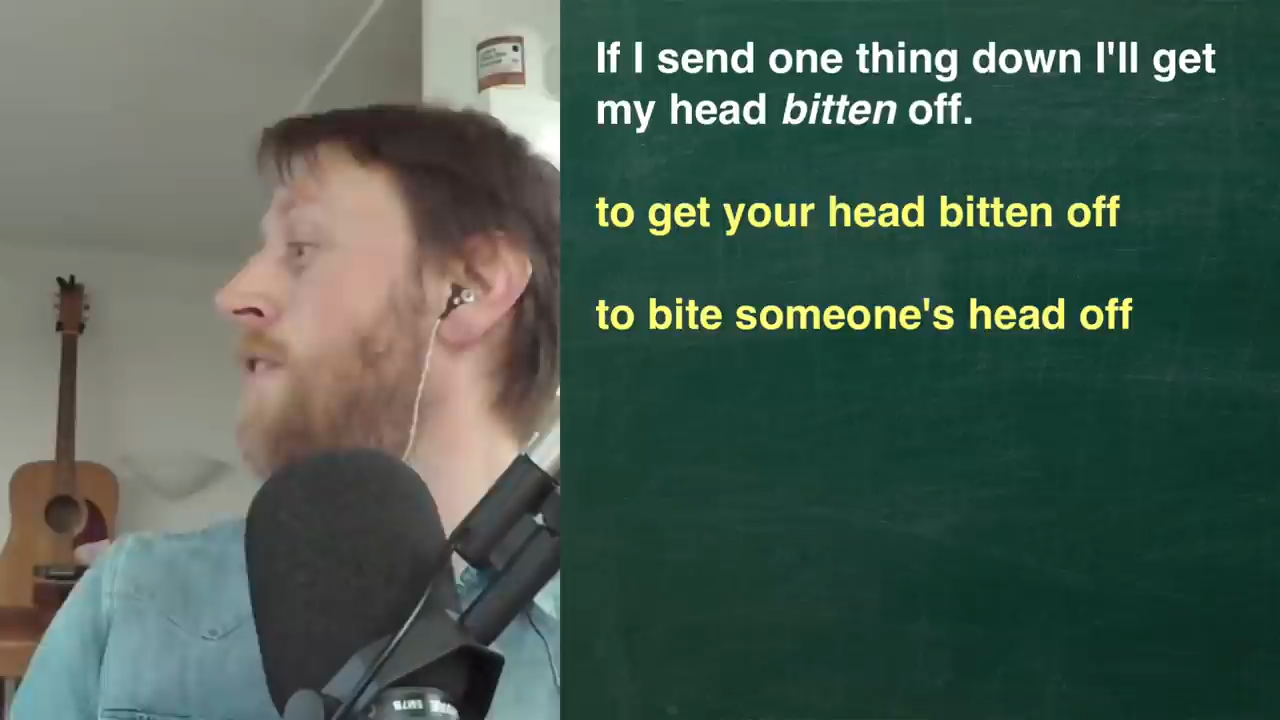 If I send one thing down I'll get
my head bitten off.
to get your head bitten off
to bite someone's head off